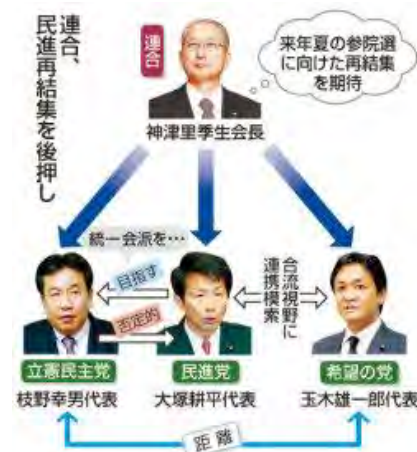 連合、
民進再結集を後押し
連合
来年夏の参院選
に向けた再結集
を期待
神津里季生会長
統一会派を…
目指す
否定的
合流視野に
連携模索
立憲民主党
民進党
希望の党
枝野幸男代表
大塚耕平代表
玉木雄一郎代表
距離